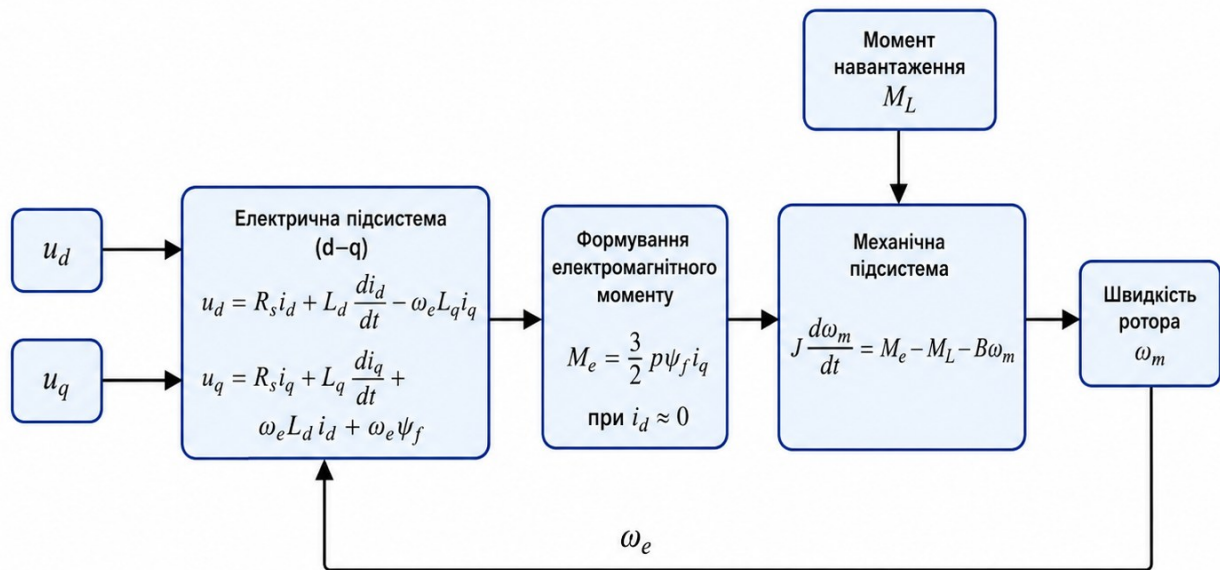 Момент
навантаження
M_L
u_d
u_q
Електрична підсистема
(d–q)
u_d = R_s i_d + L_d di_d/dt − ω_e L_q i_q
u_q = R_s i_q + L_q di_q/dt +
ω_e L_d i_d + ω_e ψ_f
Формування
електромагнітного
моменту
M_e = 3/2 pψ_f i_q
при i_d ≈ 0
Механічна
підсистема
J dω_m/dt = M_e − M_L − Bω_m
Швидкість
ротора
ω_m
ω_e